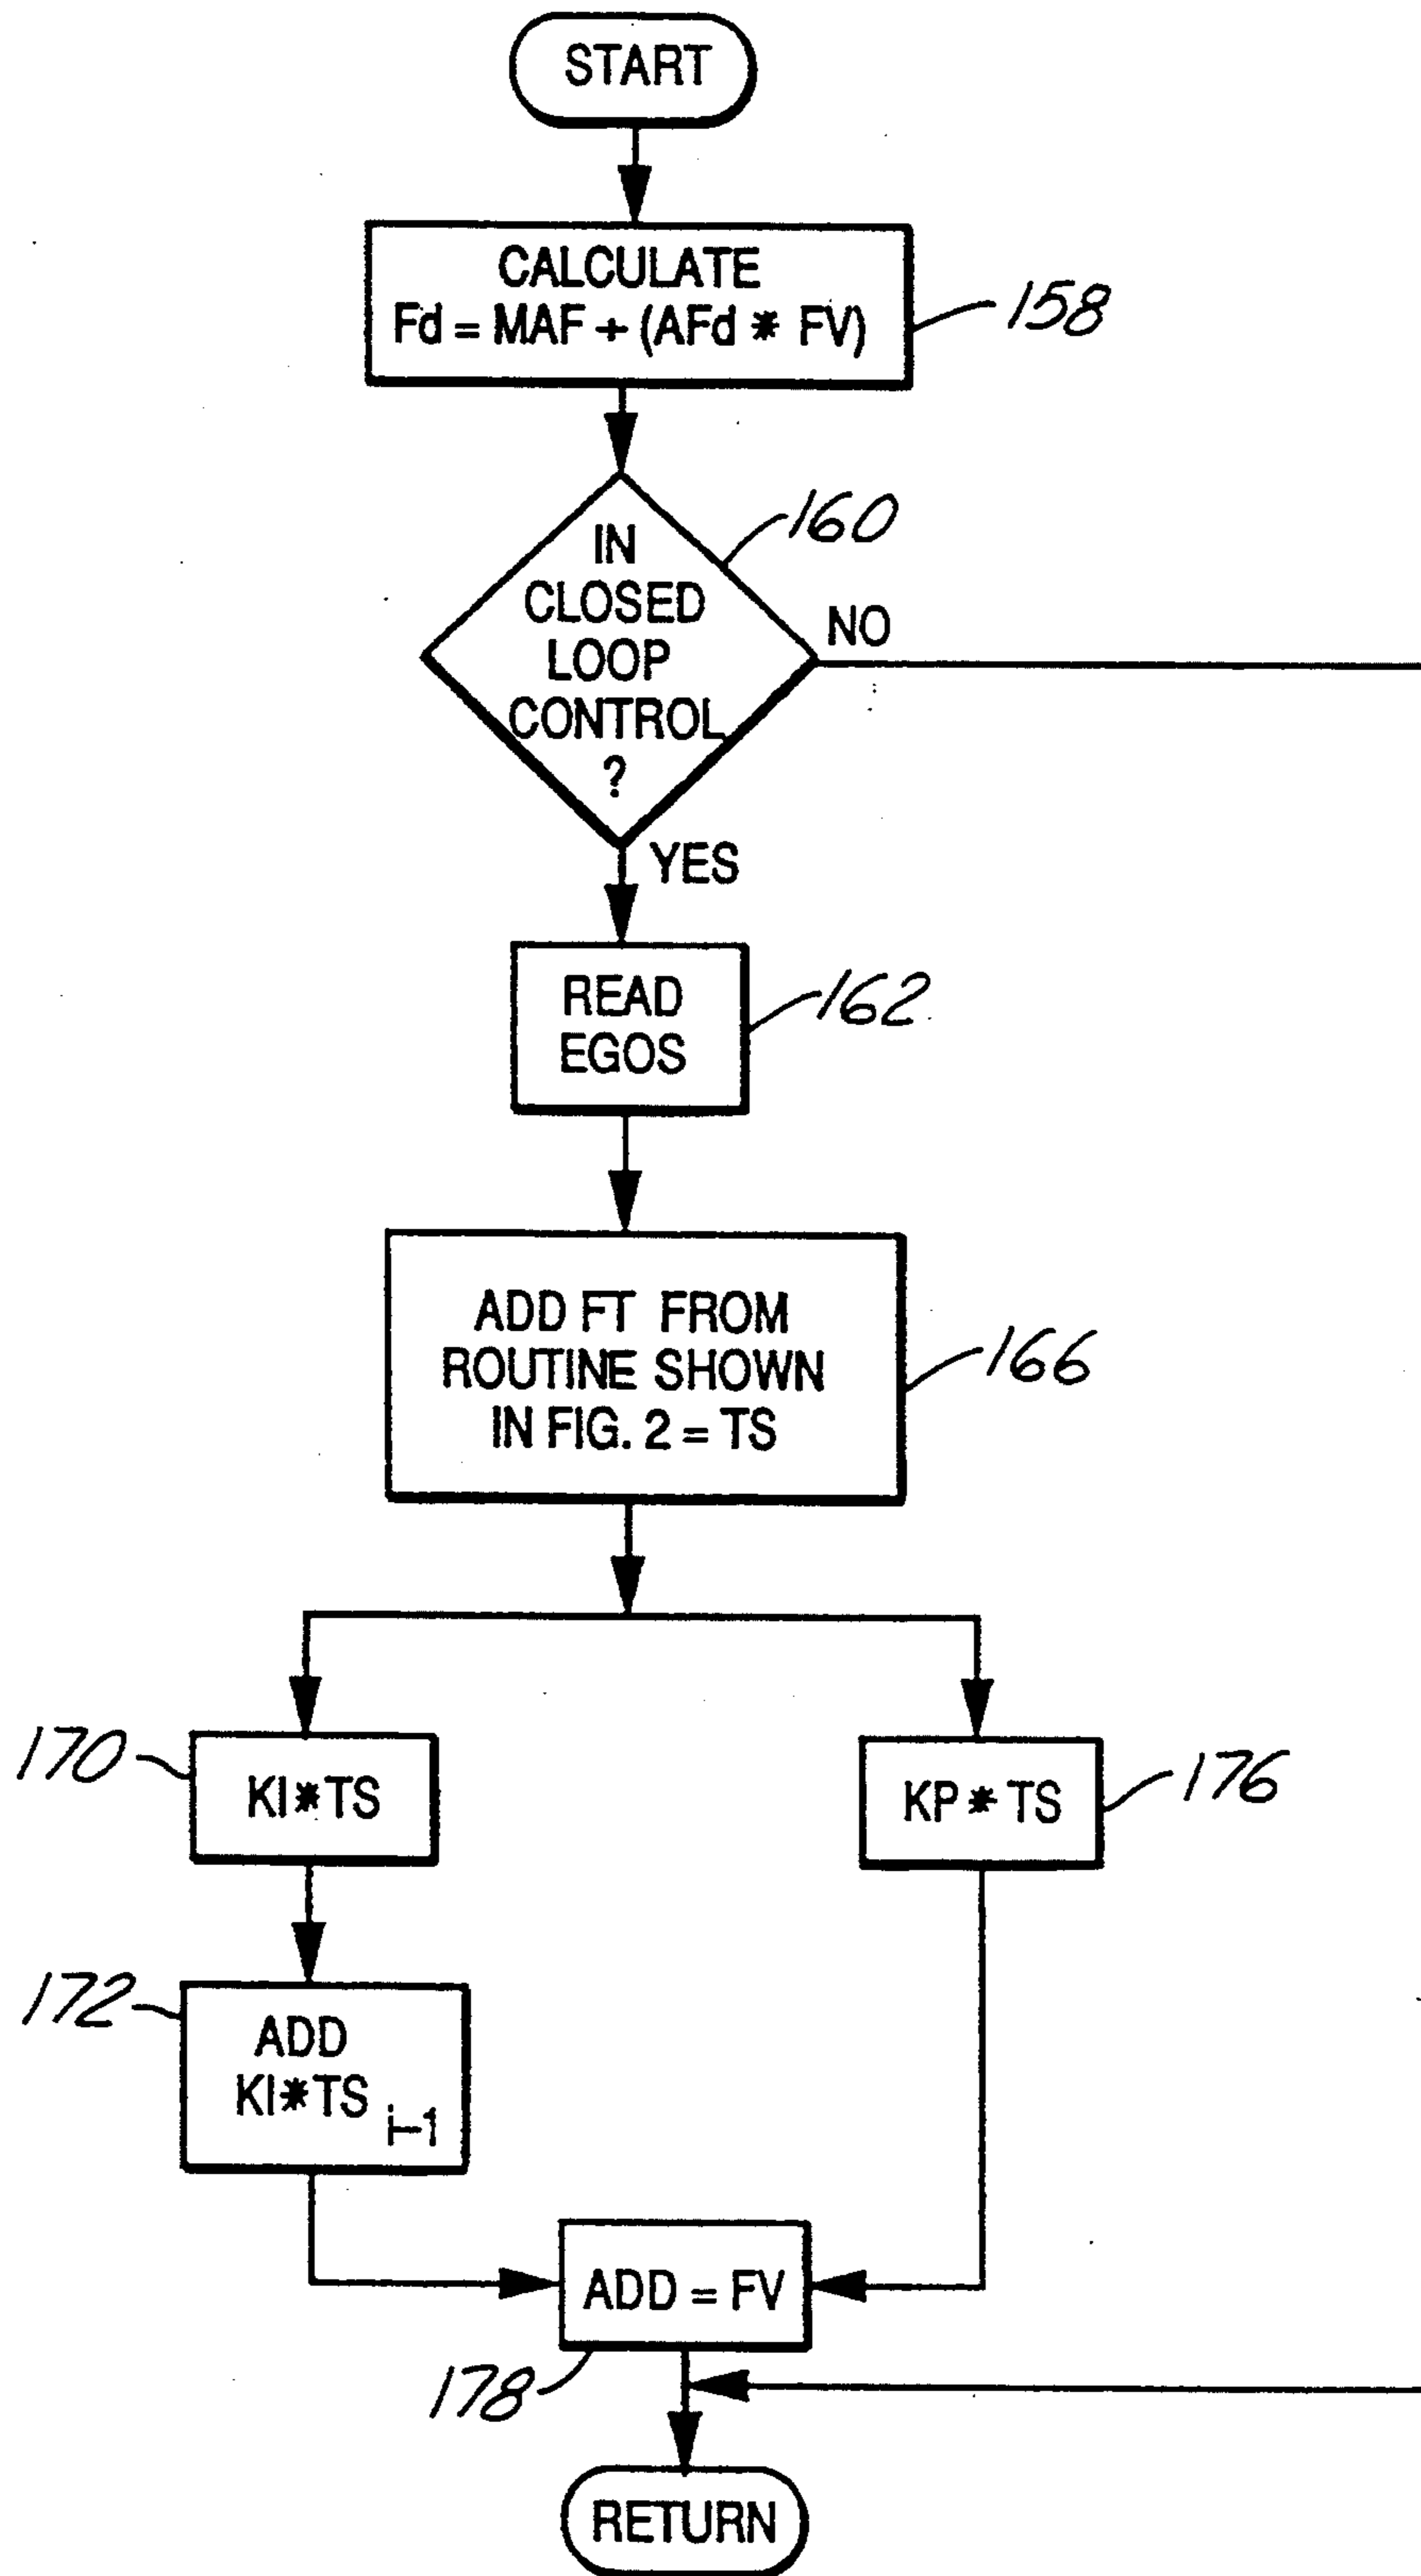 START
CALCULATE
Fd = MAF + (AFd * FV)
158
IN
CLOSED
LOOP
CONTROL
?
160
NO
YES
READ
EGOS
162
ADD FT FROM
ROUTINE SHOWN
IN FIG. 2 = TS
166
170
KI*TS
KP * TS
176
172
ADD
KI*TS i-1
ADD = FV
178
RETURN